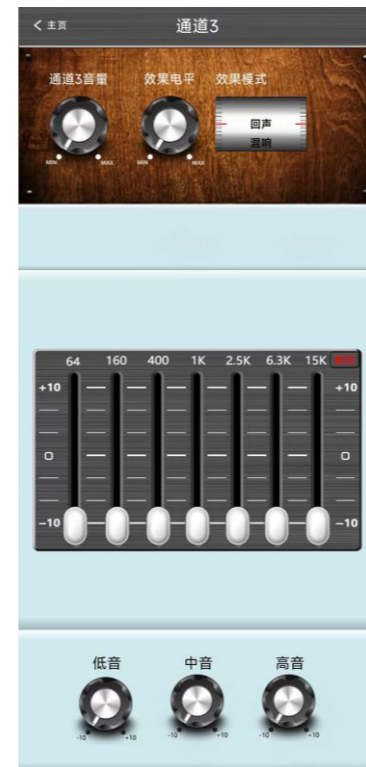 主页
通道3
通道3音量 效果电平 效果模式
回声
混响
MIN MAX MIN MAX
64 160 400 1K 2.5K 6.3K 15K
+10 +10
0 0
-10 -10
低音 中音 高音
-10 +10 -10 +10 -10 +10